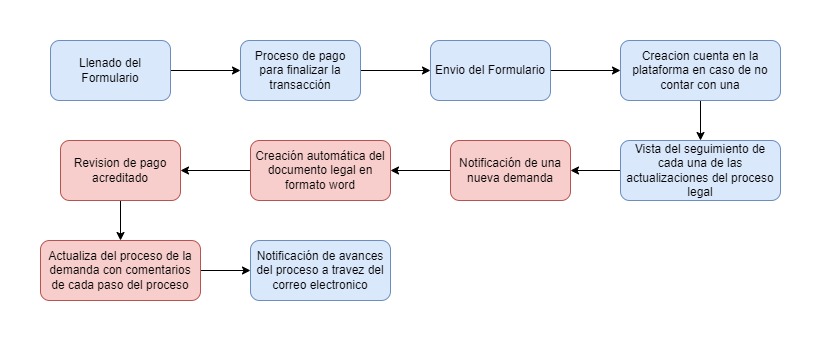 Llenado del
Formulario
Proceso de pago
para finalizar la
transacción
Envio del Formulario
Creacion cuenta en la
plataforma en caso de no
contar con una
Vista del seguimiento de
cada una de las
actualizaciones del proceso
legal
Notificación de una
nueva demanda
Creación automática del
documento legal en
formato word
Revision de pago
acreditado
Actualiza del proceso de la
demanda con comentarios
de cada paso del proceso
Notificación de avances
del proceso a travez del
correo electronico